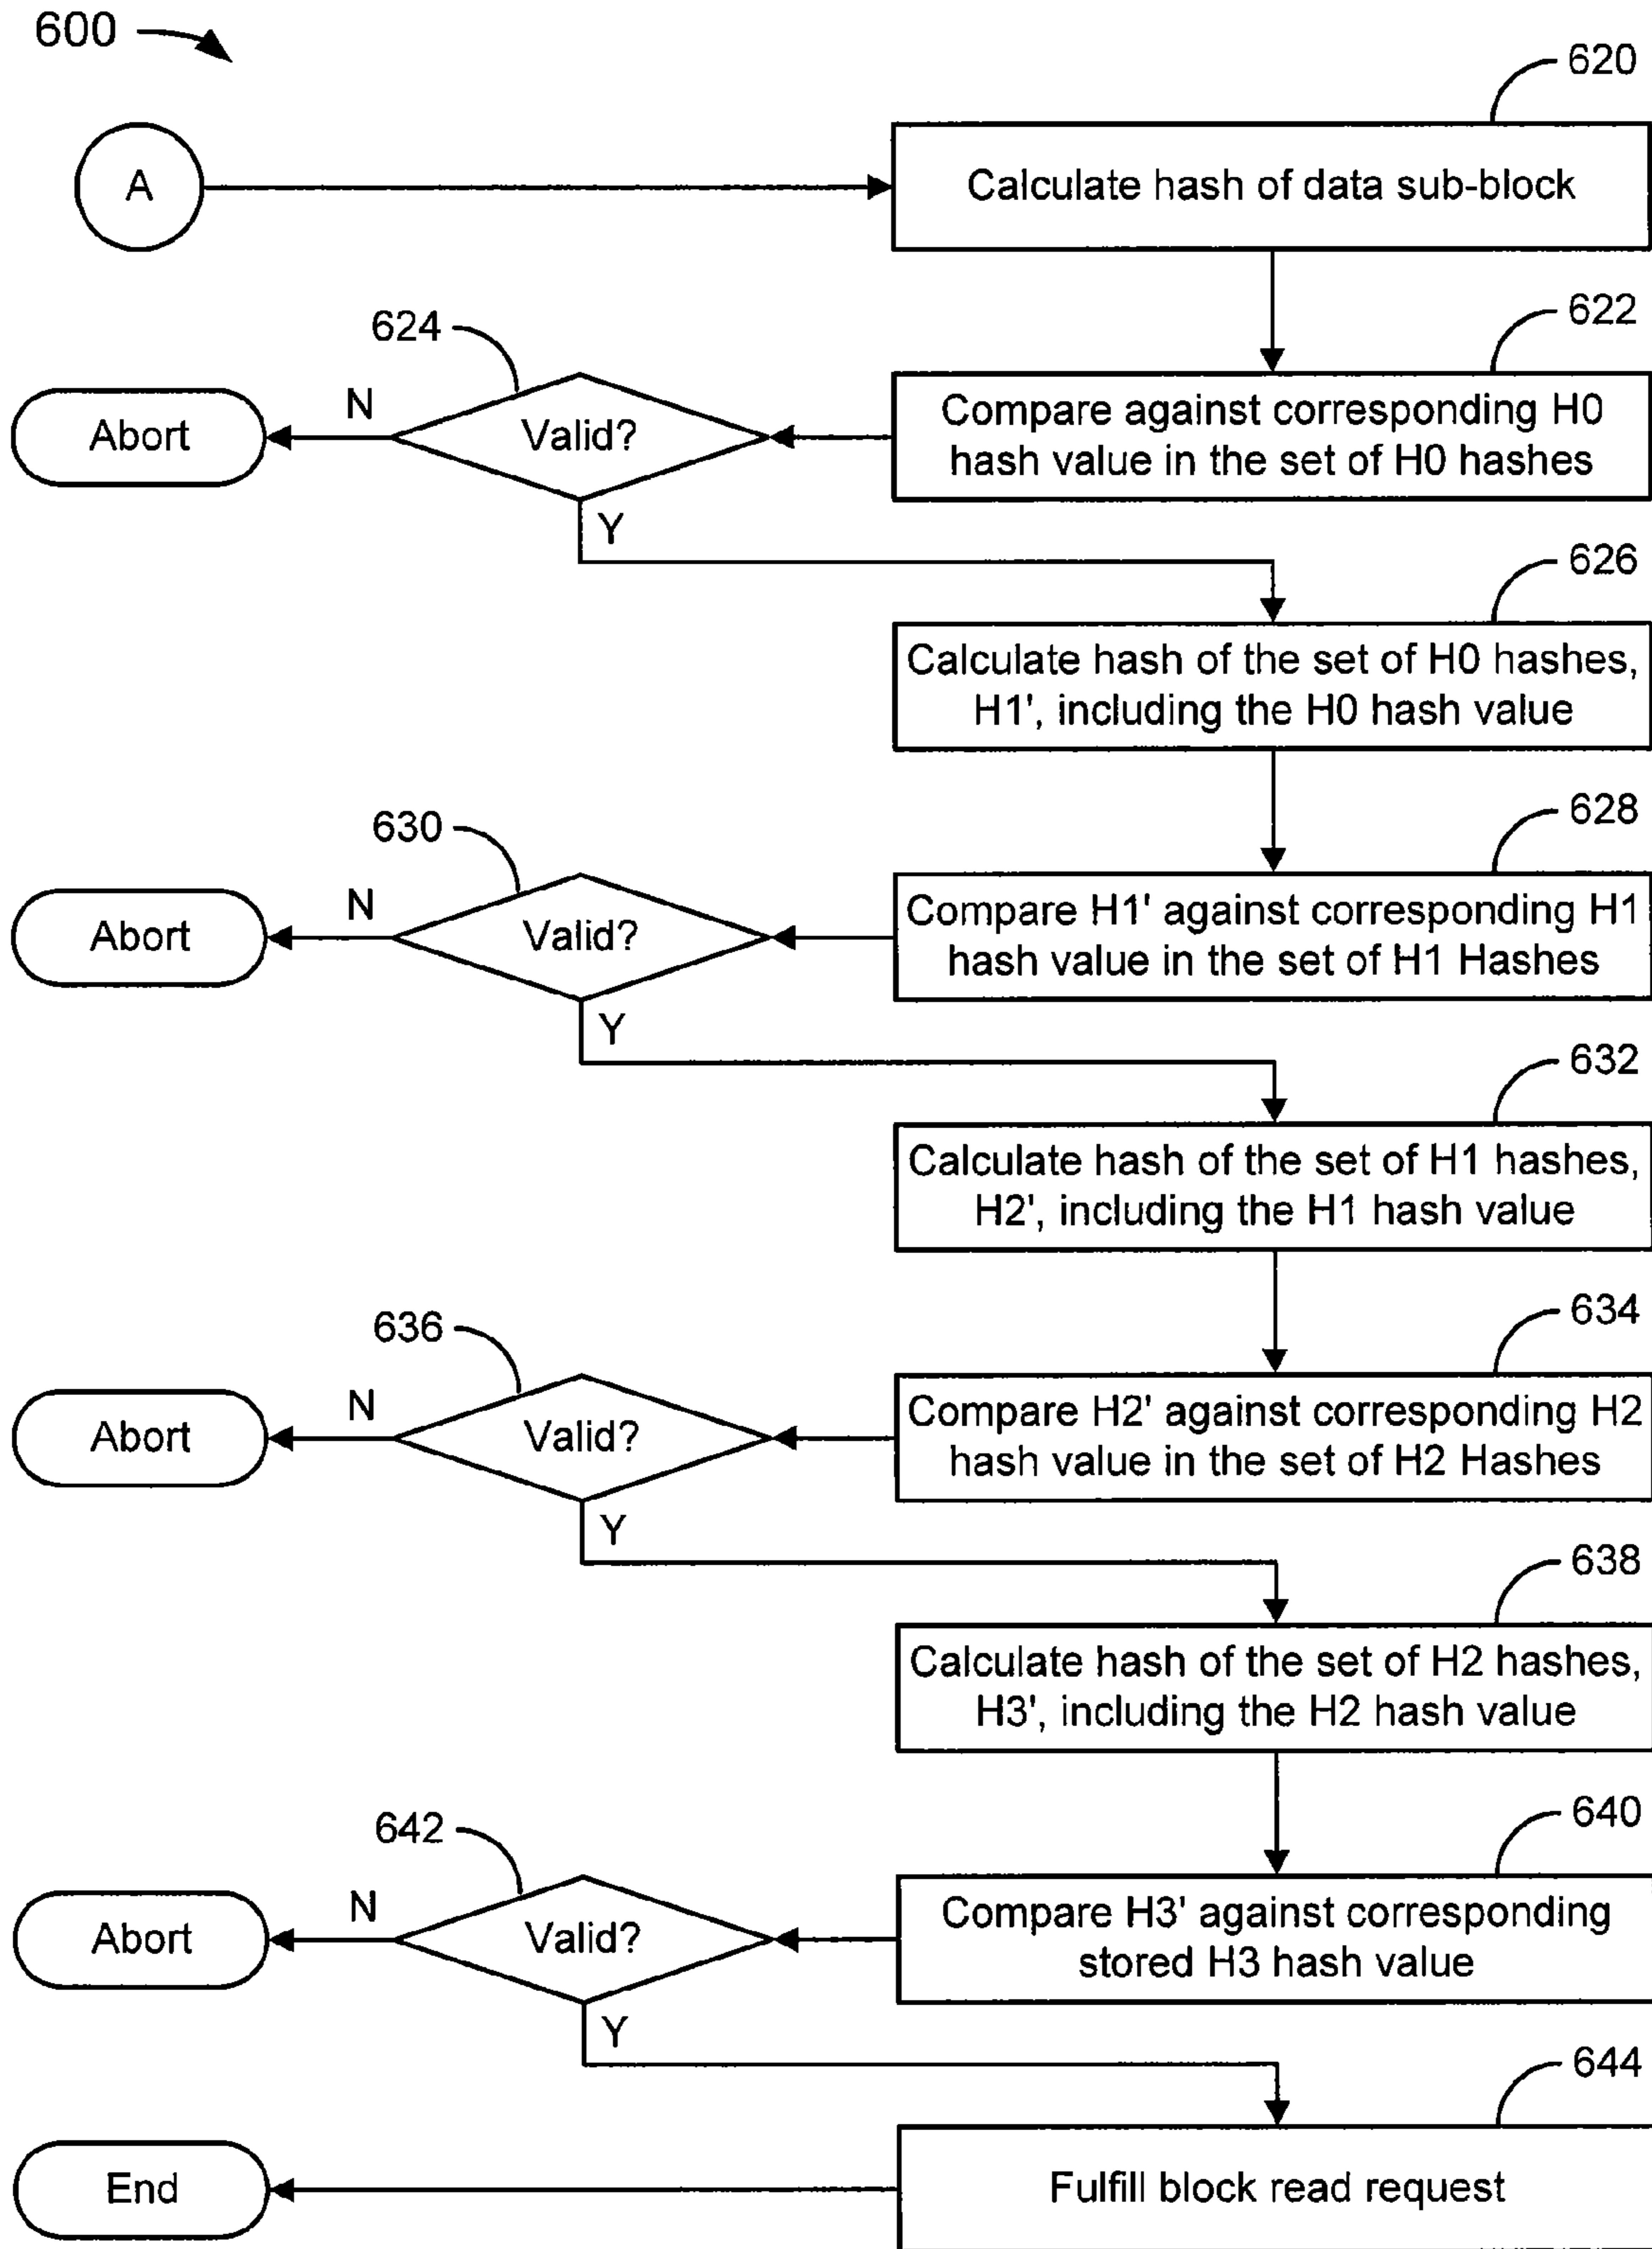 600
620
A
Calculate hash of data sub-block
622
624
Compare against corresponding H0
hash value in the set of H0 hashes
Valid?
N
Abort
Y
626
Calculate hash of the set of H0 hashes,
H1', including the H0 hash value
628
630
Compare H1' against corresponding H1
hash value in the set of H1 Hashes
Valid?
N
Abort
Y
632
Calculate hash of the set of H1 hashes,
H2', including the H1 hash value
634
636
Compare H2' against corresponding H2
hash value in the set of H2 Hashes
Valid?
N
Abort
Y
638
Calculate hash of the set of H2 hashes,
H3', including the H2 hash value
640
642
Compare H3' against corresponding
stored H3 hash value
Valid?
N
Abort
Y
644
Fulfill block read request
End